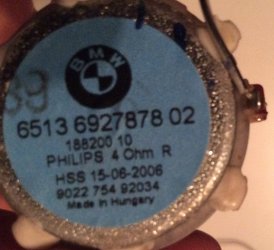 BMW
39
6513 6927878 02
188200 10
PHILIPS 4 Ohm R
HSS 15-06-2006
9022 754 92034
Made in Hungary